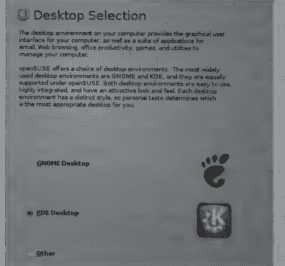 Desktop Selection
The desktop environment on your computer provides the graphical user
interface for your computer, as well as a suite of applications for
email, Web browsing, office productivity, games, and utilities to
manage your computer.
openSUSE offers a choice of desktop environments. The most widely
used desktop environments are GNOME and KDE, and they are equally
supported under openSUSE. Both desktop environments are easy to use,
highly integrated, and have an attractive look and feel. Each desktop
environment has a distinct style, so personal taste determines which
is the most appropriate desktop for you.
GNOME Desktop
KDE Desktop
K
Other